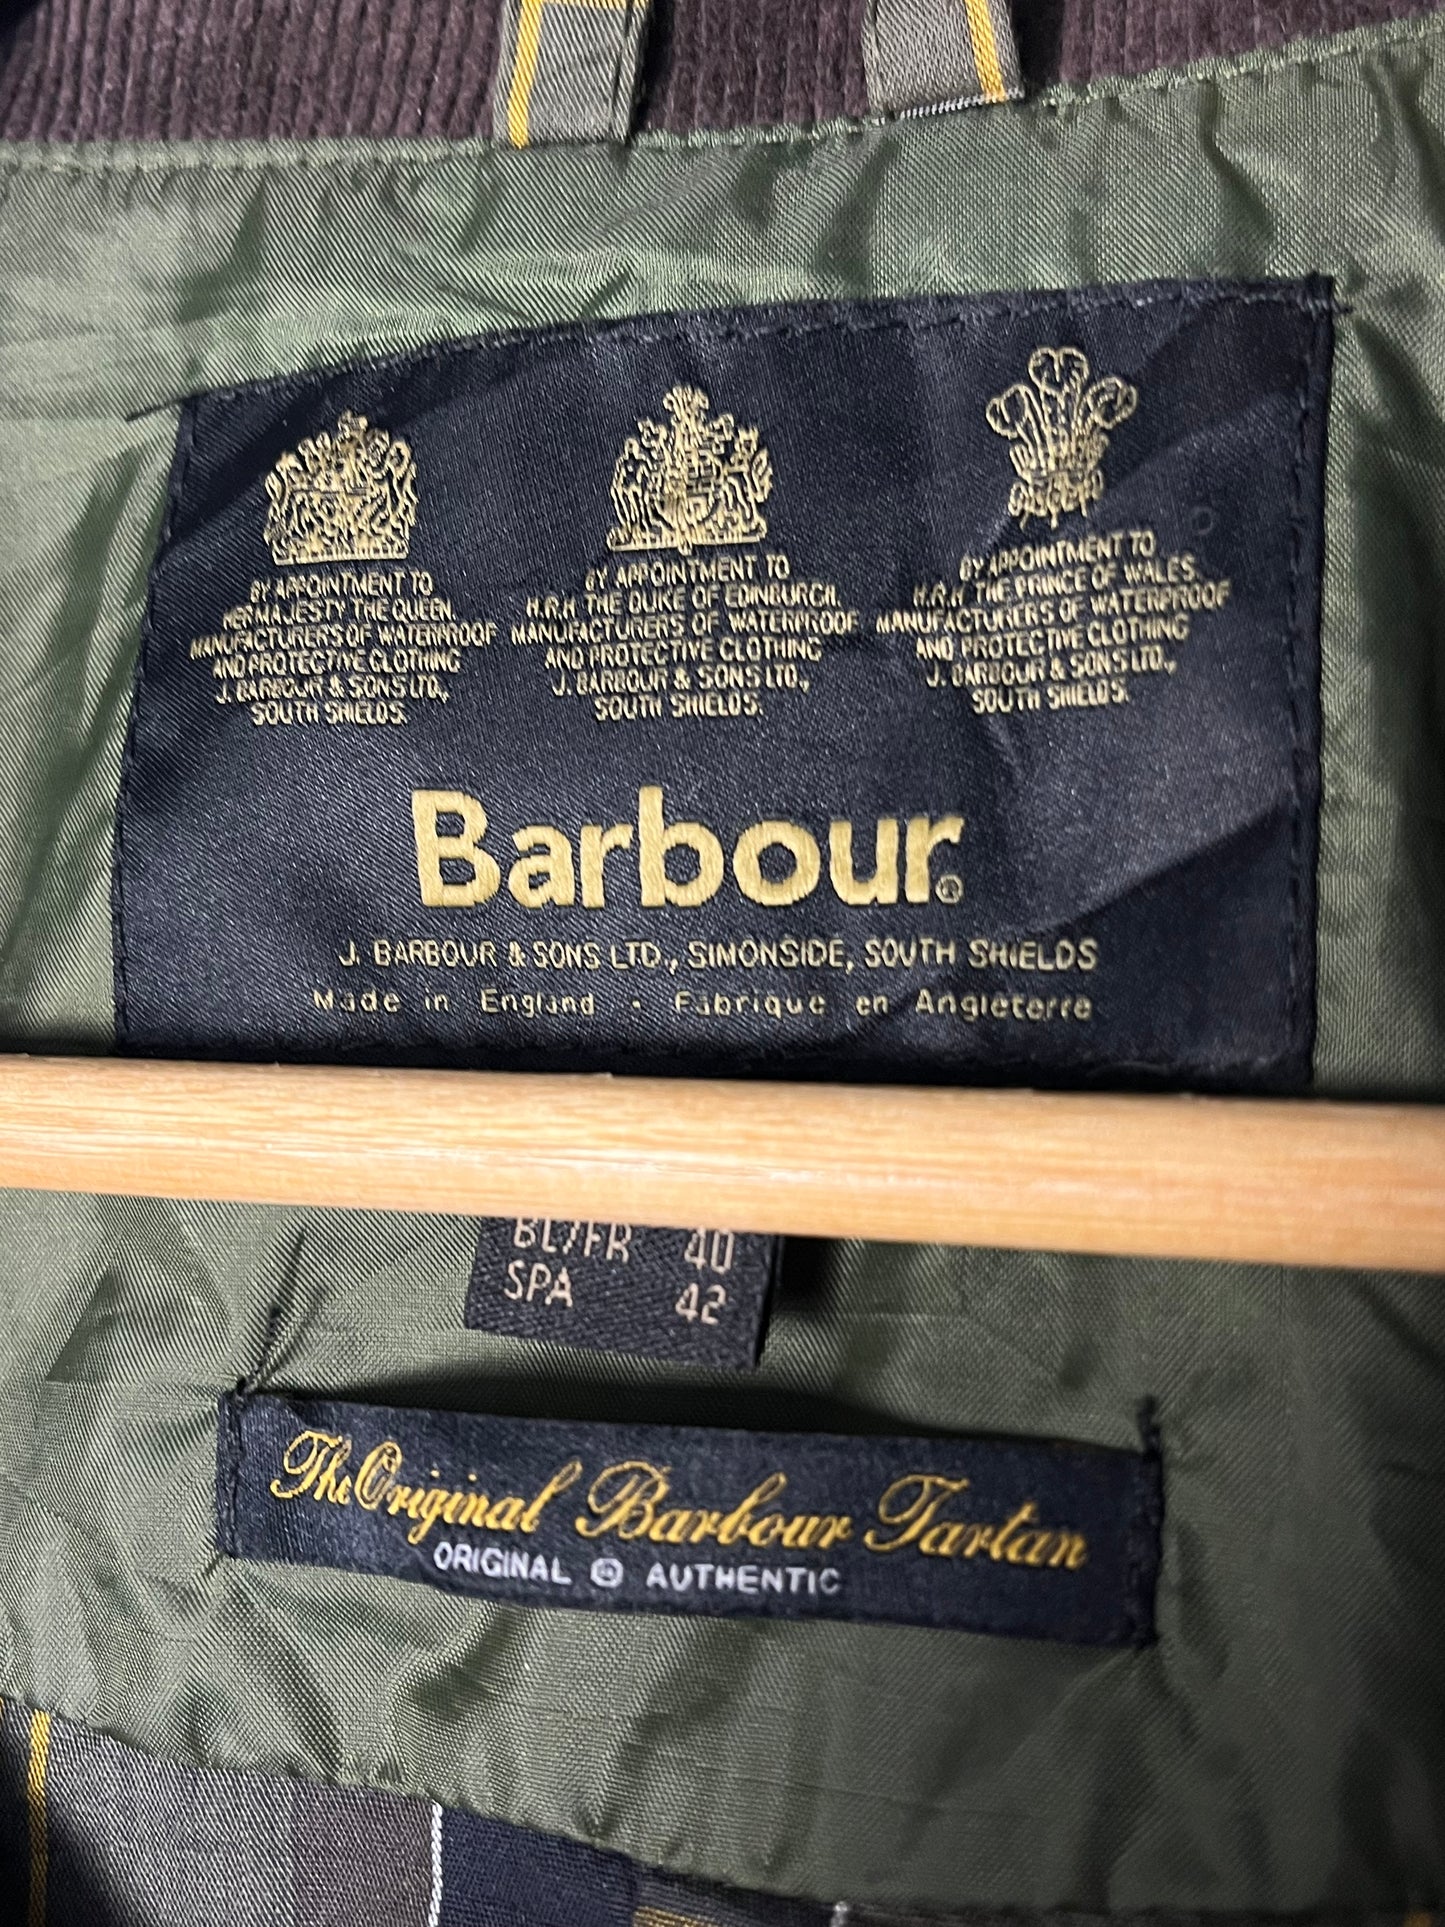 BY APPOINTMENT TO
HER MAJESTY THE QUEEN
MANUFACTURERS OF WATERPROOF
AND PROTECTIVE CLOTHING
J. BARBOUR & SONS LTD.,
SOUTH SHIELDS.
BY APPOINTMENT TO
H.R.H. THE DUKE OF EDINBURGH,
MANUFACTURERS OF WATERPROOF
AND PROTECTIVE CLOTHING
J. BARBOUR & SONS LTD.,
SOUTH SHIELDS.
BY APPOINTMENT TO
H.R.H. THE PRINCE OF WALES,
MANUFACTURERS OF WATERPROOF
AND PROTECTIVE CLOTHING
J. BARBOUR & SONS LTD.,
SOUTH SHIELDS.
Barbour®
J. BARBOUR & SONS LTD., SIMONSIDE, SOUTH SHIELDS
Made in England • Fabrique en Angleterre
BL/FR 40
SPA 42
The Original Barbour Tartan
ORIGINAL AUTHENTIC